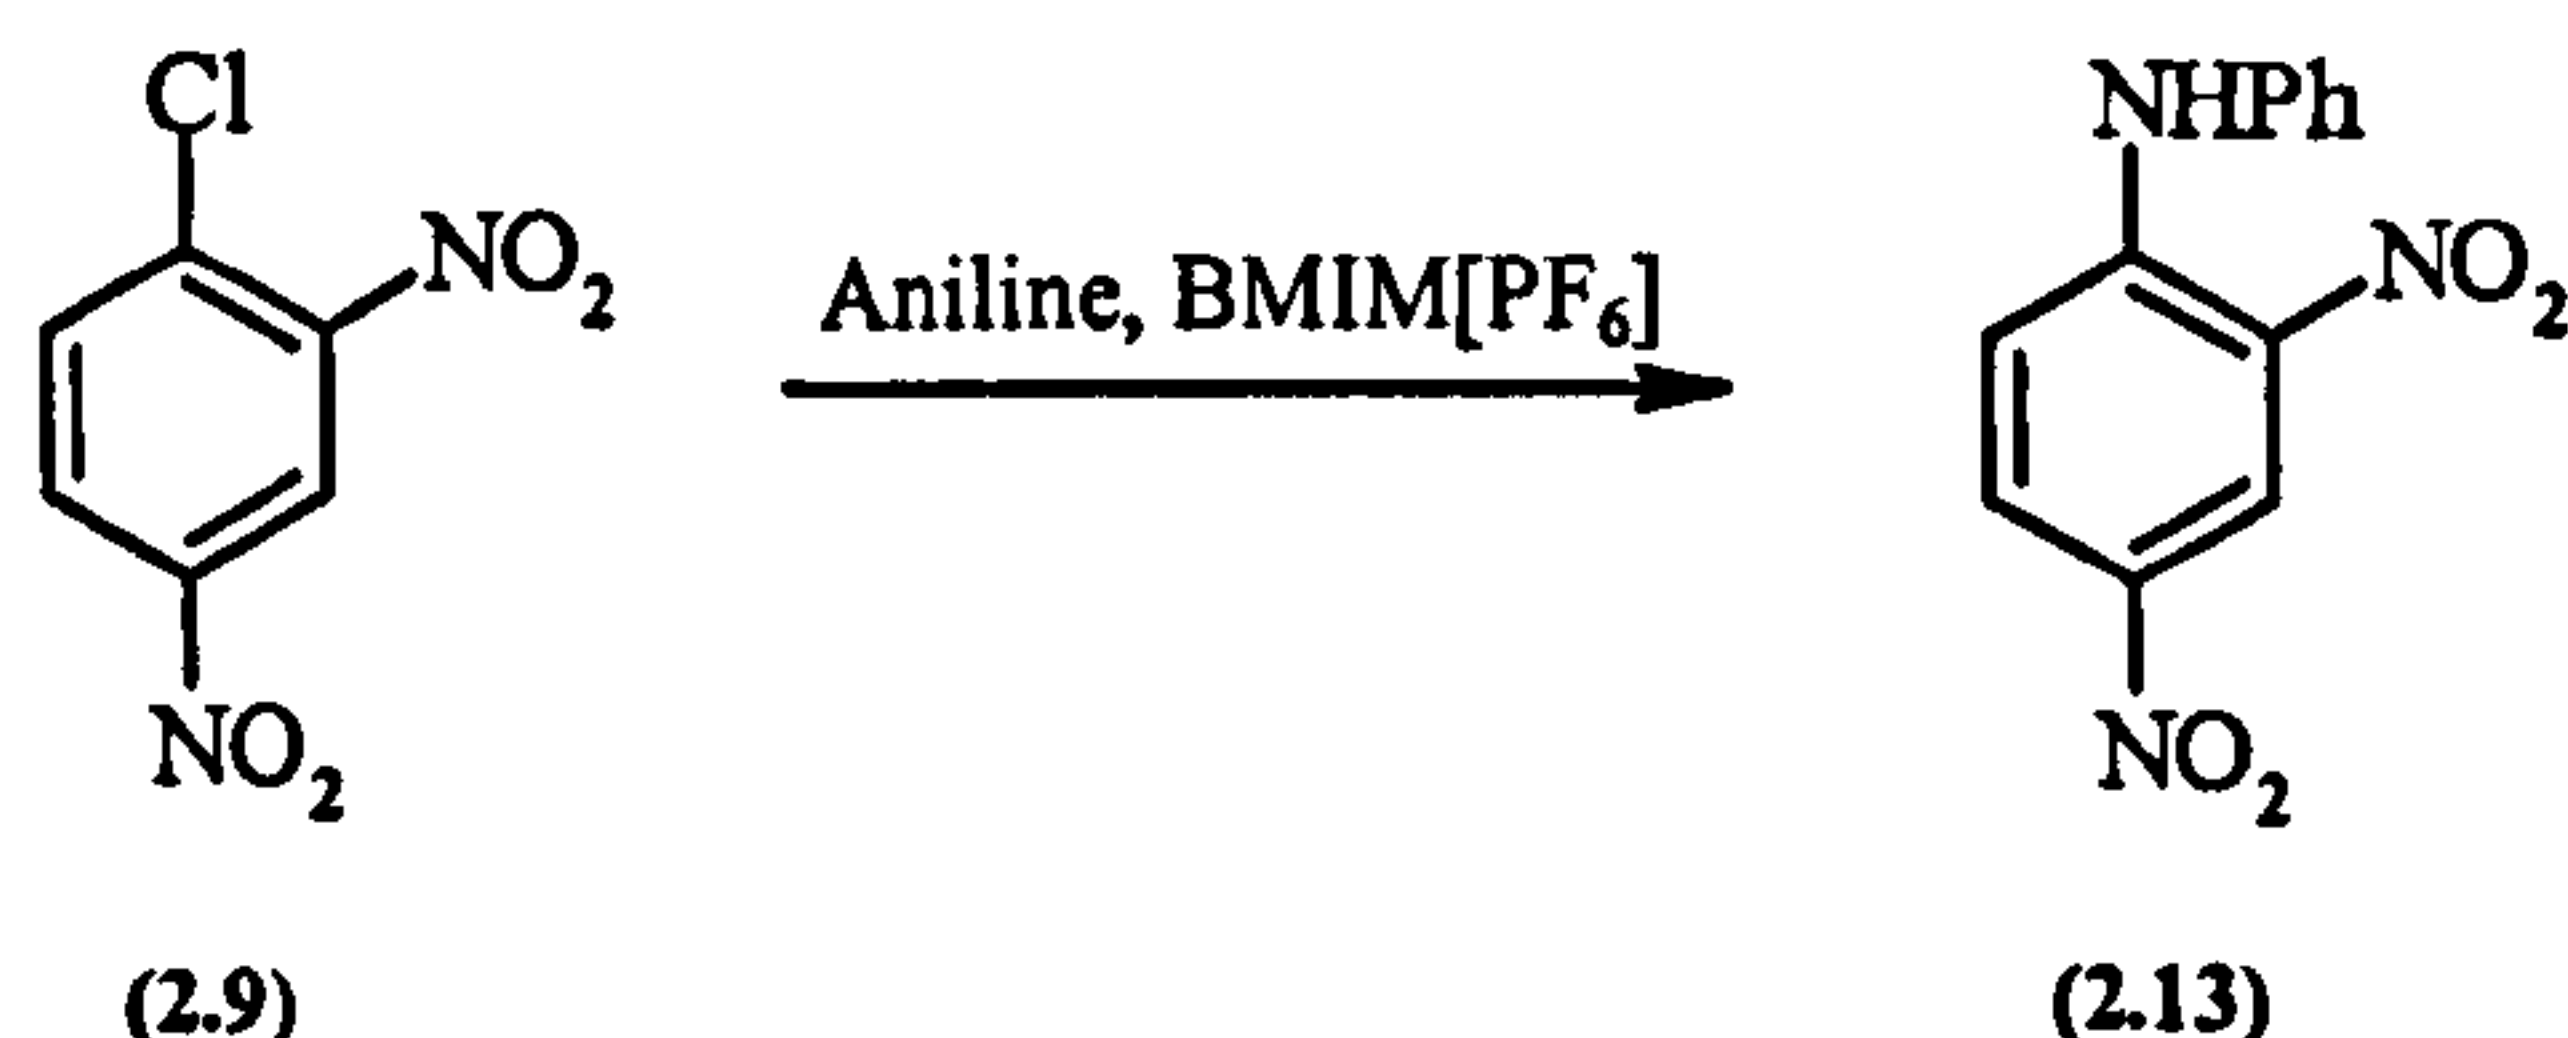 Cl
NO2
NO2
(2.9)
Aniline, BMIM[PF6]
NHPh
NO2
NO2
(2.13)